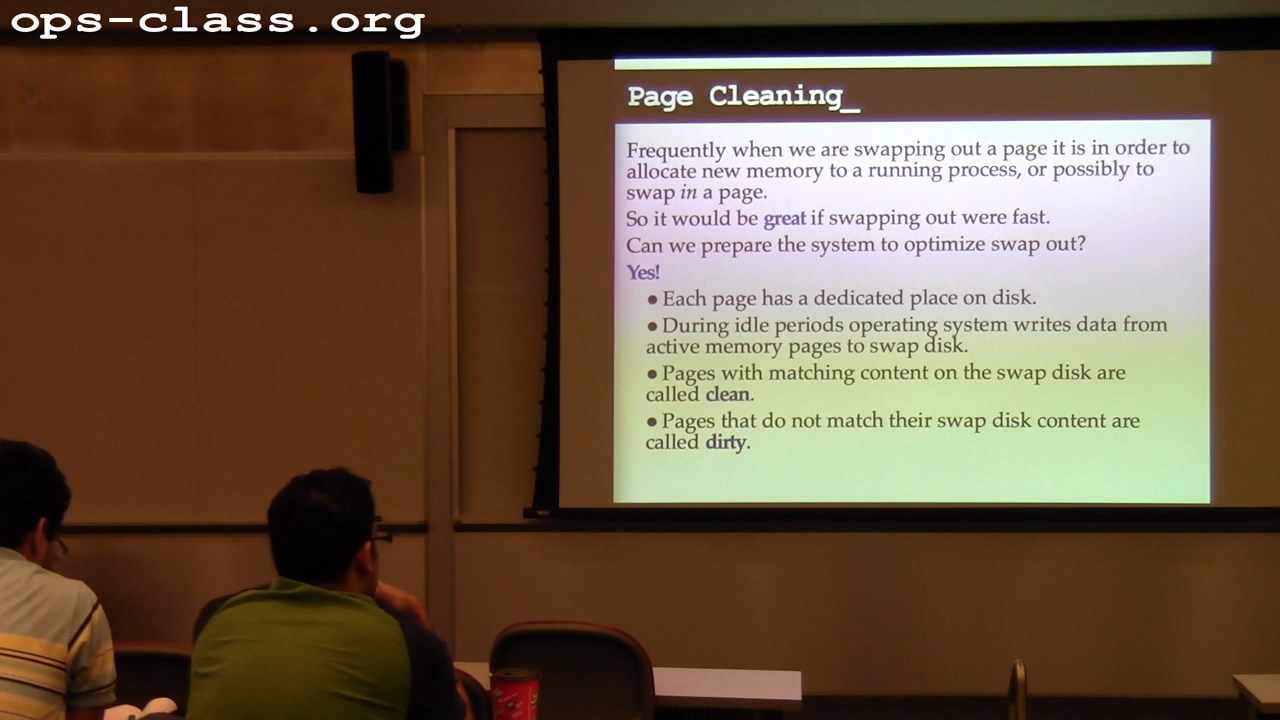 ops-class.org
Page Cleaning_
Frequently when we are swapping out a page it is in order to
allocate new memory to a running process, or possibly to
swap in a page.
So it would be great if swapping out were fast.
Can we prepare the system to optimize swap out?
Yes!
● Each page has a dedicated place on disk.
● During idle periods operating system writes data from
active memory pages to swap disk.
● Pages with matching content on the swap disk are
called clean.
● Pages that do not match their swap disk content are
called dirty.